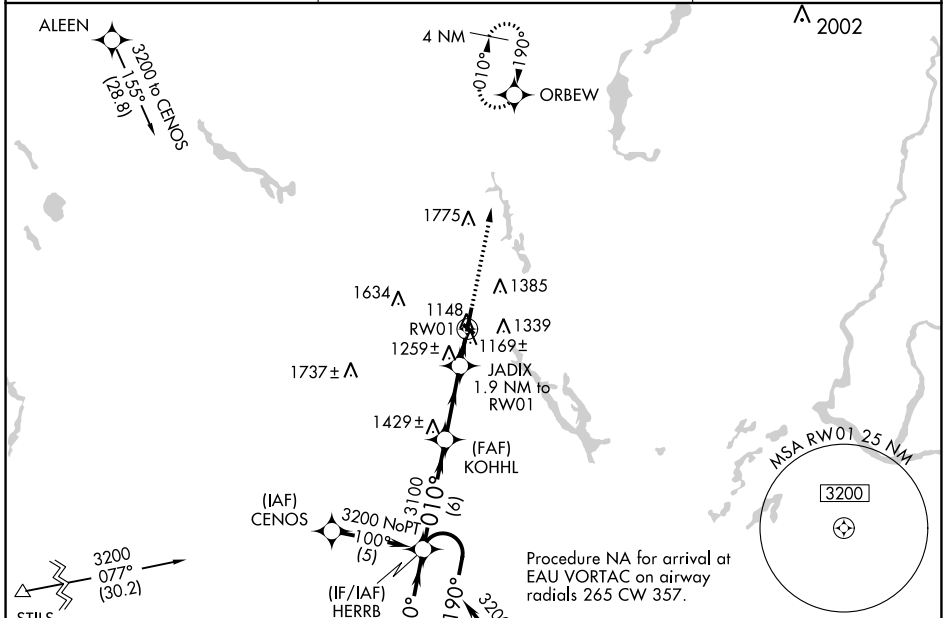 ALEEN
3200 to CENOS
155°
(28.8)
4 NM
010°
190°
ORBEW
2002
1775
1634
1385
1148
RW01
1339
1259±
1169±
1737±
JADIX
1.9 NM to
RW01
1429±
(FAF)
KOHHL
MSA RW01 25 NM
3200
3100
010°
(6)
(IAF)
CENOS
3200 NoPT
100°
(5)
3200
077°
(30.2)
(IF/IAF)
HERRB
190°
Procedure NA for arrival at
EAU VORTAC on airway
radials 265 CW 357.